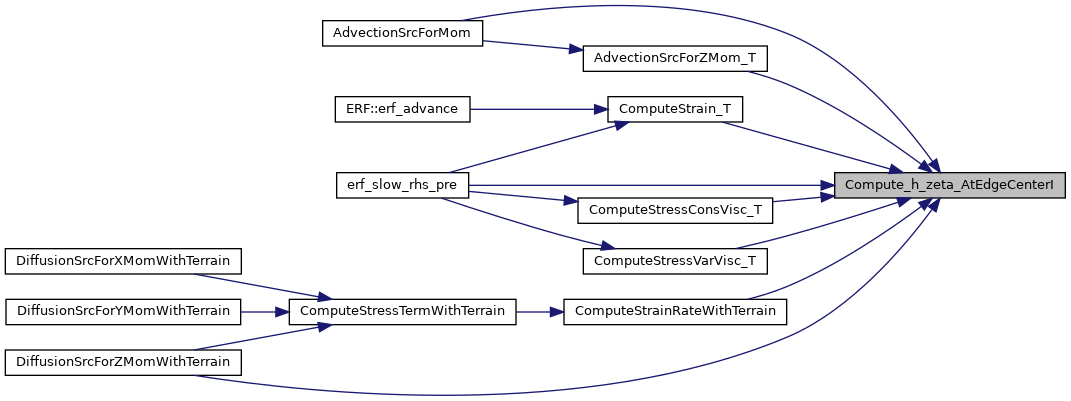 AdvectionSrcForMom
AdvectionSrcForZMom_T
ERF::erf_advance
ComputeStrain_T
erf_slow_rhs_pre
Compute_h_zeta_AtEdgeCenterI
ComputeStressConsVisc_T
ComputeStressVarVisc_T
DiffusionSrcForXMomWithTerrain
DiffusionSrcForYMomWithTerrain
ComputeStressTermWithTerrain
ComputeStrainRateWithTerrain
DiffusionSrcForZMomWithTerrain